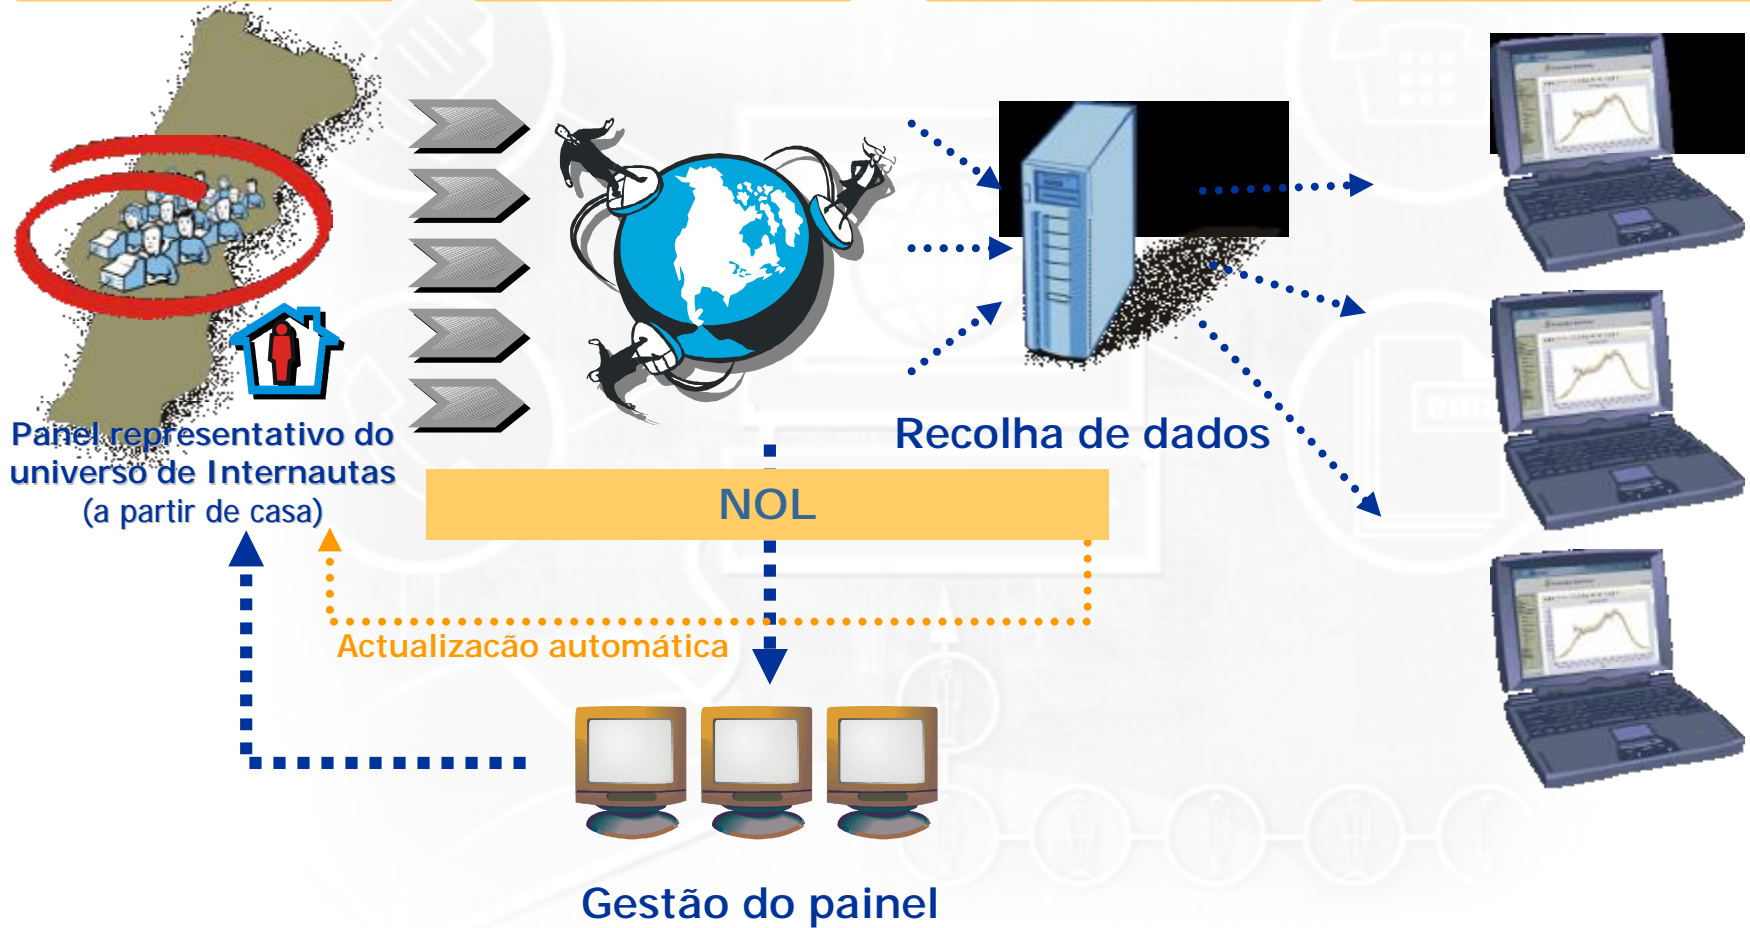 Panel representativo do
universo de Internautas
(a partir de casa)
Recolha de dados
NOL
Actualizacão automática
Gestão do painel